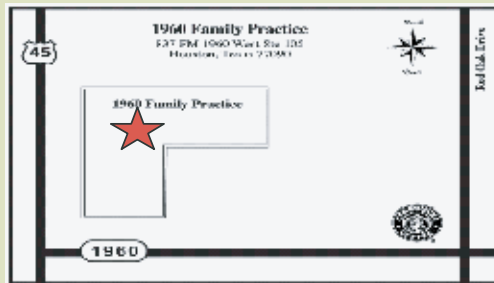 1960 Family Practice
837 FM 1960 West Ste 105
Houston, Texas 77090
45
Red Oak Drive
1960 Family Practice
1960